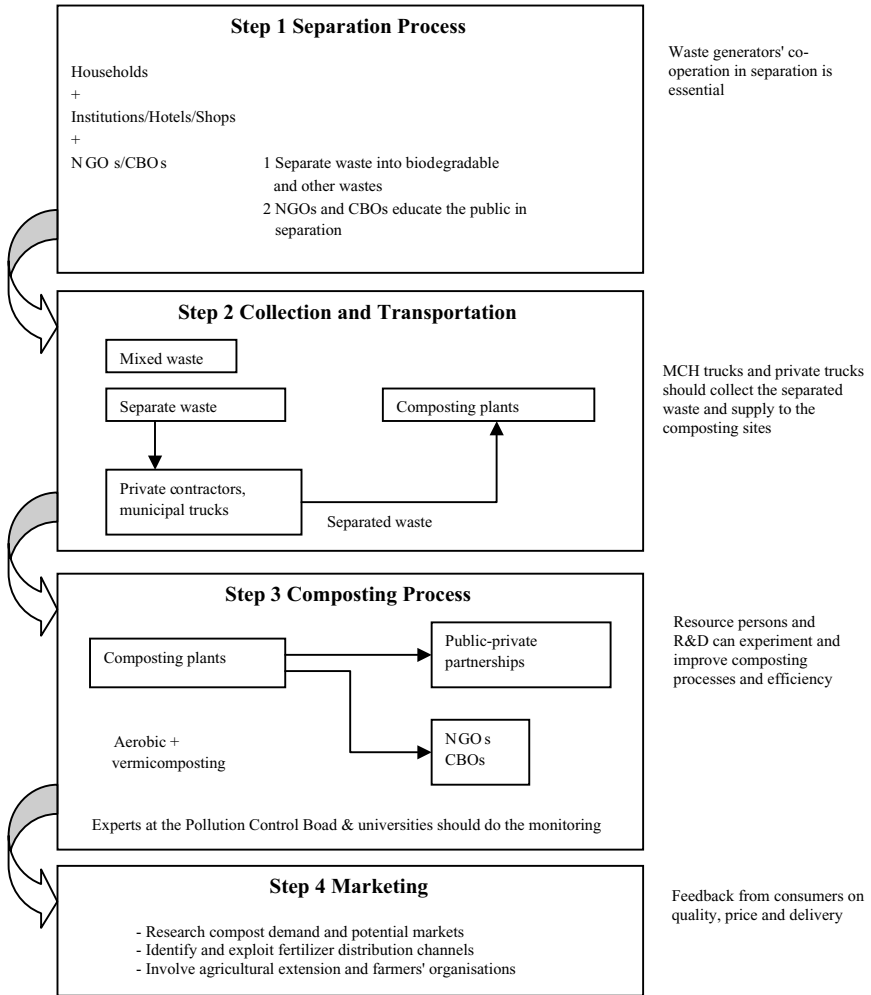 Step 1 Separation Process
Households
+
Institutions/Hotels/Shops
+
NGO s/CBOs
1 Separate waste into biodegradable
and other wastes
2 NGOs and CBOs educate the public in
separation
Waste generators' co-
operation in separation is
essential
Step 2 Collection and Transportation
Mixed waste
Separate waste
Composting plants
Private contractors,
municipal trucks
Separated waste
MCH trucks and private trucks
should collect the separated
waste and supply to the
composting sites
Step 3 Composting Process
Composting plants
Public-private
partnerships
NGO s
CBOs
Aerobic +
vermicomposting
Experts at the Pollution Control Boad & universities should do the monitoring
Resource persons and
R&D can experiment and
improve composting
processes and efficiency
Step 4 Marketing
- Research compost demand and potential markets
- Identify and exploit fertilizer distribution channels
- Involve agricultural extension and farmers' organisations
Feedback from consumers on
quality, price and delivery